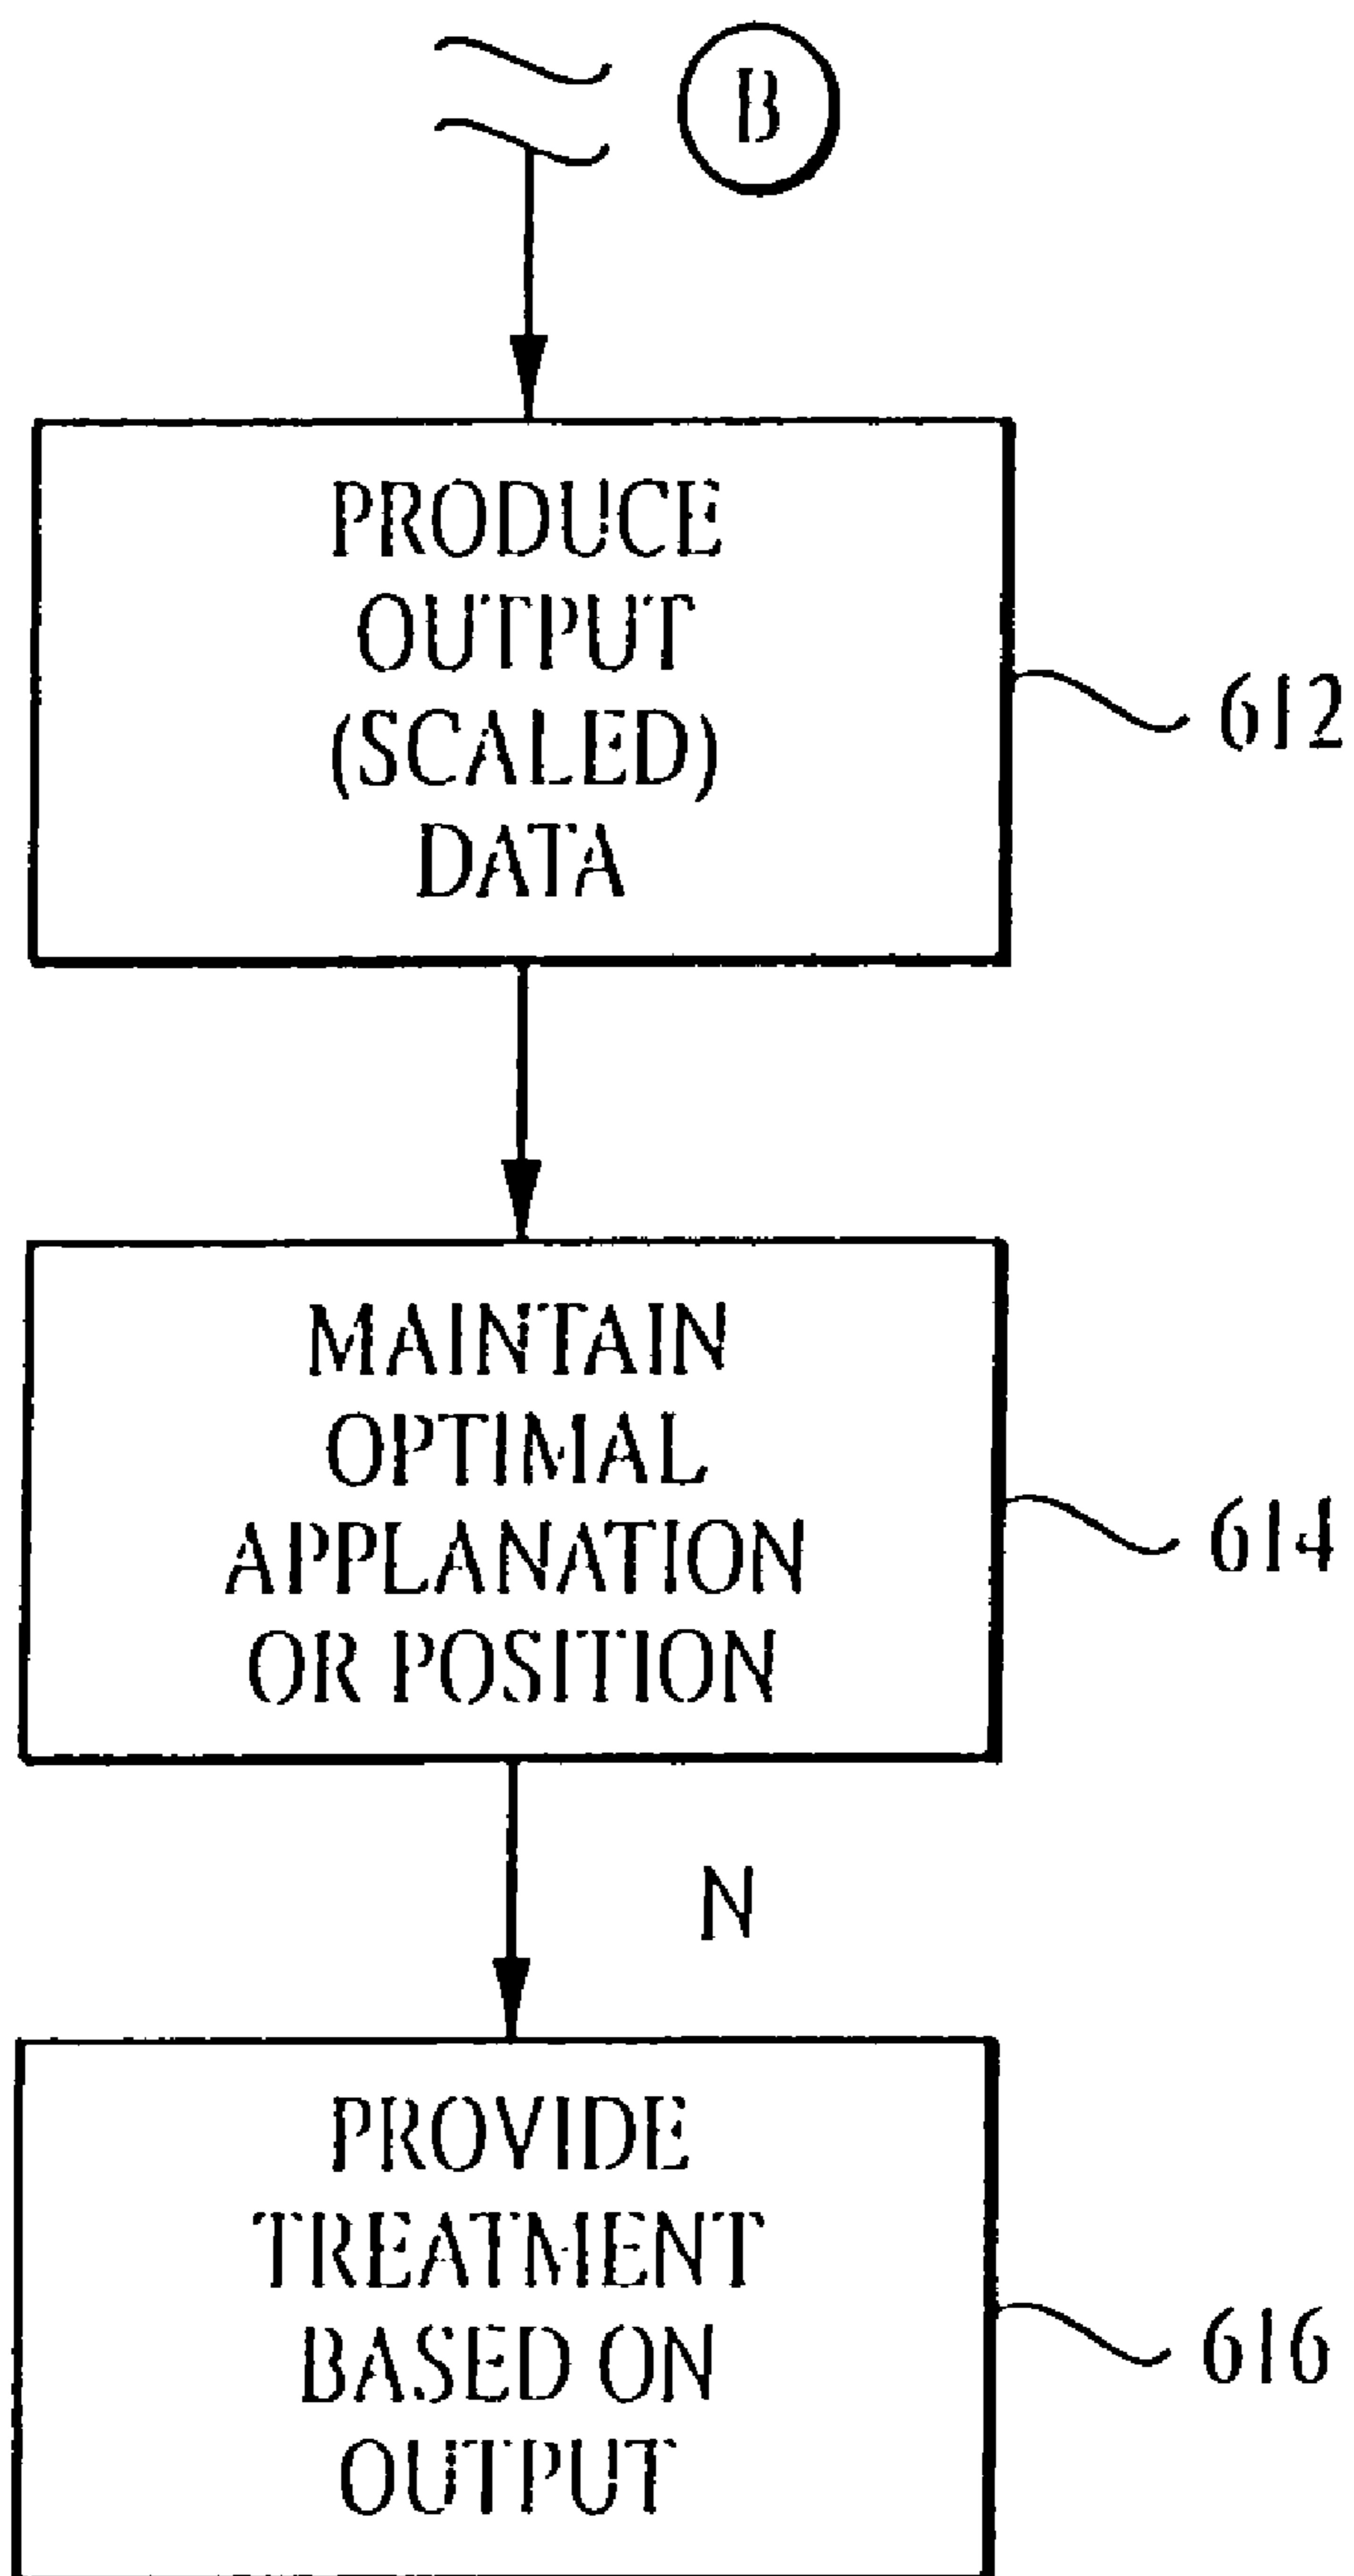 B
PRODUCE
OUTPUT
(SCALED)
DATA
612
MAINTAIN
OPTIMAL
APPLANATION
OR POSITION
614
N
PROVIDE
TREATMENT
BASED ON
OUTPUT
616